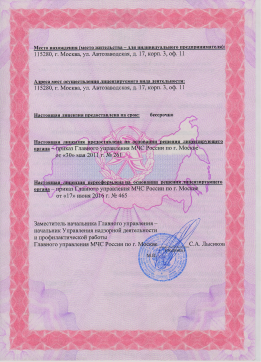 Место нахождения (место жительства – для индивидуального предпринимателя)
115280, г. Москва, ул. Автозаводская, д. 17, корп. 3, оф. 11
Адреса мест осуществления лицензируемого вида деятельности:
115280, г. Москва, ул. Автозаводская, д. 17, корп. 3, оф. 11
Настоящая лицензия предоставлена на срок: бессрочно
Настоящая лицензия предоставлена на основании решения лицензирующего
органа – приказ Главного управления МЧС России по г. Москве
от «30» мая 2011 г. № 261
Настоящая лицензия переоформлена на основании решения лицензирующего
органа – приказ Главного управления МЧС России по г. Москве
от «17» июня 2016 г. № 465
Заместитель начальника Главного управления –
начальник Управления надзорной деятельности
и профилактической работы
Главного управления МЧС России по г. Москве С.А. Лысиков
М.П.